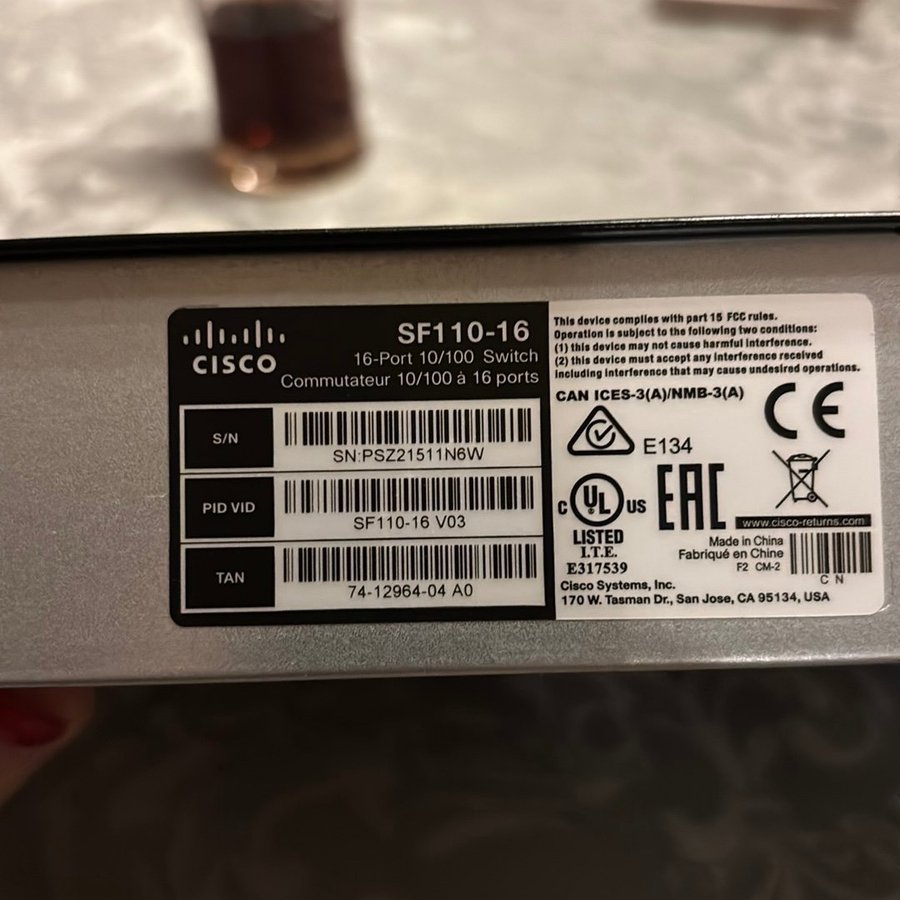 CISCO
SF110-16
16-Port 10/100 Switch
Commutateur 10/100 à 16 ports
S/N
SN:PSZ21511N6W
PID VID
SF110-16 V03
TAN
74-12964-04 A0
This device complies with part 15 FCC rules.
Operation is subject to the following two conditions:
(1) this device may not cause harmful interference.
(2) this device must accept any interference received
including interference that may cause undesired operations.
CAN ICES-3(A)/NMB-3(A)
CE
E134
C UL US
LISTED
I.T.E.
E317539
EAC
www.cisco-returns.com
Made in China
Fabriqué en Chine
F2 CM-2
C N
Cisco Systems, Inc.
170 W. Tasman Dr., San Jose, CA 95134, USA